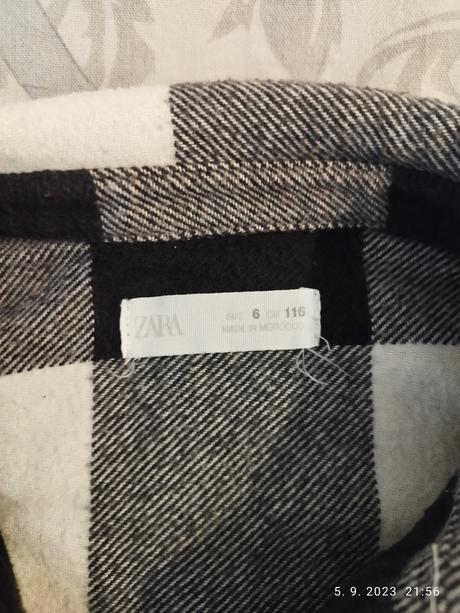 ZARA
SIZE 6 CM 116
MADE IN MOROCCO
5. 9. 2023 21:56